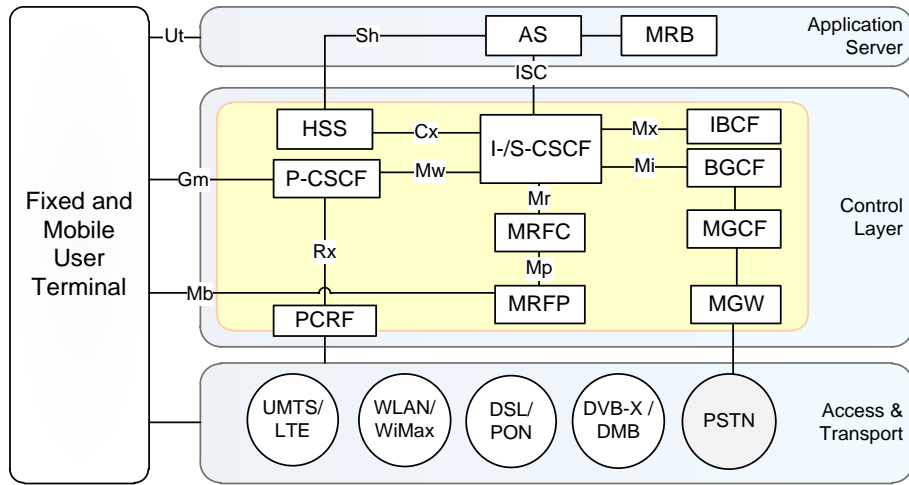 Ut
Sh
AS
MRB
Application
Server
ISC
HSS
Cx
I-/S-CSCF
Mx
IBCF
Gm
P-CSCF
Mw
Mi
BGCF
Fixed and
Mobile
User
Terminal
Mr
Rx
MRFC
MGCF
Control
Layer
Mp
Mb
MRFP
MGW
PCRF
UMTS/
LTE
WLAN/
WiMax
DSL/
PON
DVB-X /
DMB
PSTN
Access &
Transport